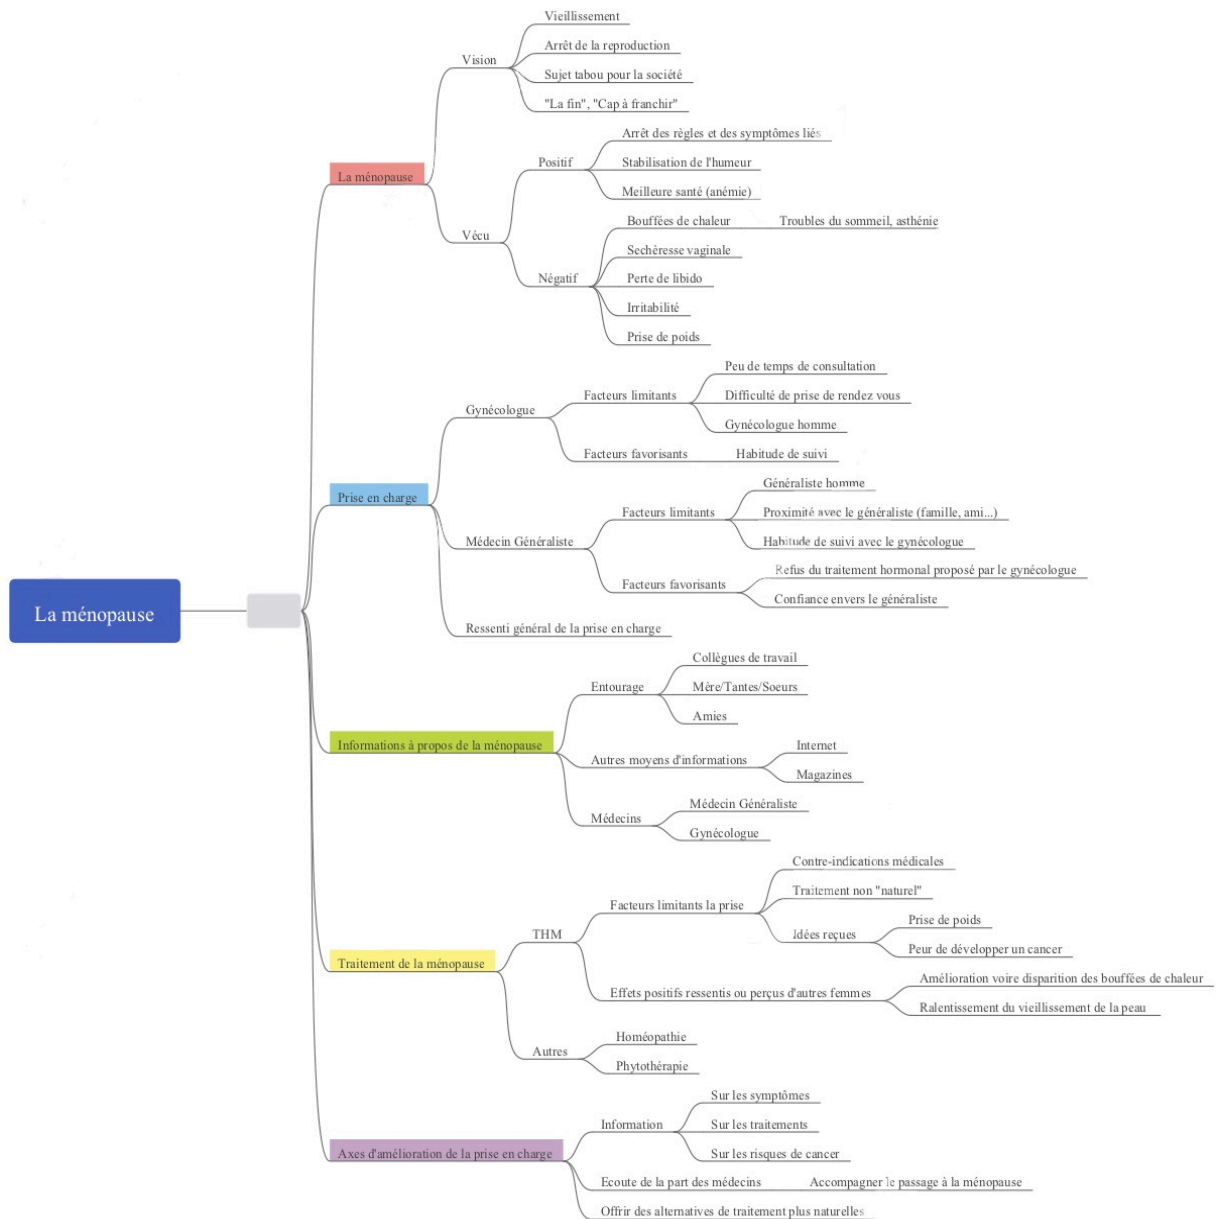 Vieillissement
Arrêt de la reproduction
Vision
Sujet tabou pour la société
"La fin", "Cap à franchir"
Arrêt des règles et des symptômes liés
Positif
Stabilisation de l'humeur
La ménopause
Meilleure santé (anémie)
Vécu
Bouffées de chaleur
Troubles du sommeil, asthénie
Sechéresse vaginale
Négatif
Perte de libido
Irritabilité
Prise de poids
Peu de temps de consultation
Facteurs limitants
Difficulté de prise de rendez vous
Gynécologue
Gynécologue homme
Facteurs favorisants
Habitude de suivi
Prise en charge
Généraliste homme
Facteurs limitants
Proximité avec le généraliste (famille, ami...)
Médecin Généraliste
Habitude de suivi avec le gynécologue
Facteurs favorisants
Refus du traitement hormonal proposé par le gynécologue
Confiance envers le généraliste
La ménopause
Ressenti général de la prise en charge
Collègues de travail
Entourage
Mère/Tantes/Soeurs
Amies
Informations à propos de la ménopause
Internet
Autres moyens d'informations
Magazines
Médecins
Médecin Généraliste
Gynécologue
Contre-indications médicales
Traitement non "naturel"
Facteurs limitants la prise
Idées reçues
Prise de poids
Peur de développer un cancer
THM
Traitement de la ménopause
Effets positifs ressentis ou perçus d'autres femmes
Amélioration voire disparition des bouffées de chaleur
Ralentissement du vieillissement de la peau
Autres
Homéopathie
Phytothérapie
Sur les symptômes
Information
Sur les traitements
Sur les risques de cancer
Axes d'amélioration de la prise en charge
Ecoute de la part des médecins
Accompagner le passage à la ménopause
Offrir des alternatives de traitement plus naturelles